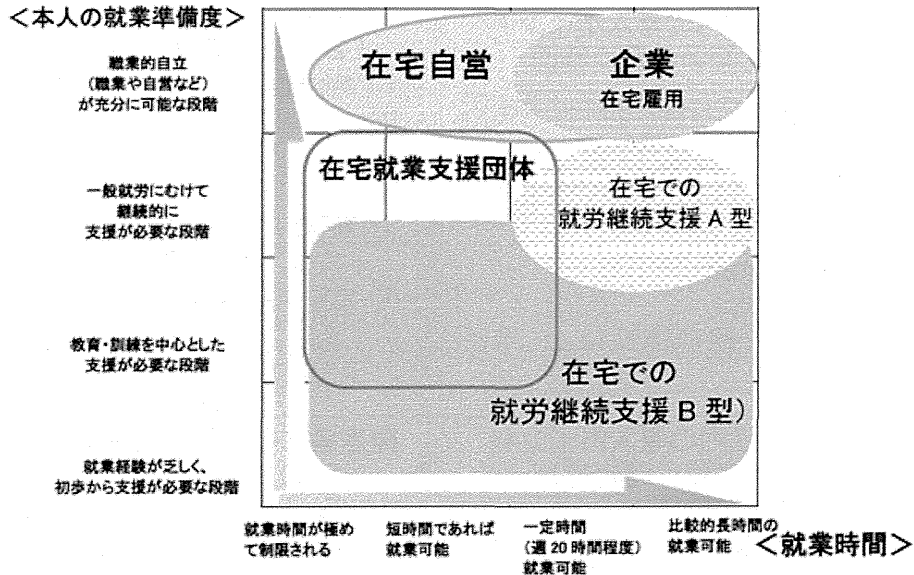 ＜本人の就業準備度＞
職業的自立
（職業や自営など）
が充分に可能な段階
一般就労にむけて
継続的に
支援が必要な段階
教育・訓練を中心とした
支援が必要な段階
就業経験が乏しく、
初歩から支援が必要な段階
在宅自営
企業
在宅雇用
在宅就業支援団体
在宅での
就労継続支援Ａ型
在宅での
就労継続支援Ｂ型）
就業時間が極め
て制限される
短時間であれば
就業可能
一定時間
（週20時間程度）
就業可能
比較的長時間の
就業可能
＜就業時間＞